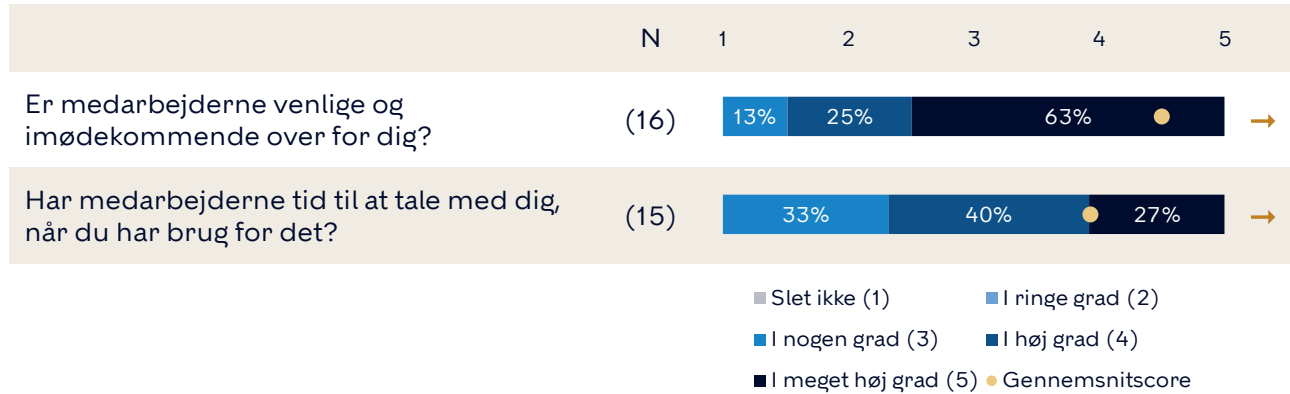 N 1 2 3 4 5
Er medarbejderne venlige og
imødekommende over for dig?
(16) 13% 25% 63%
Har medarbejderne tid til at tale med dig,
når du har brug for det?
(15) 33% 40% 27%
Slet ikke (1) I ringe grad (2)
I nogen grad (3) I høj grad (4)
I meget høj grad (5) Gennemsnitscore